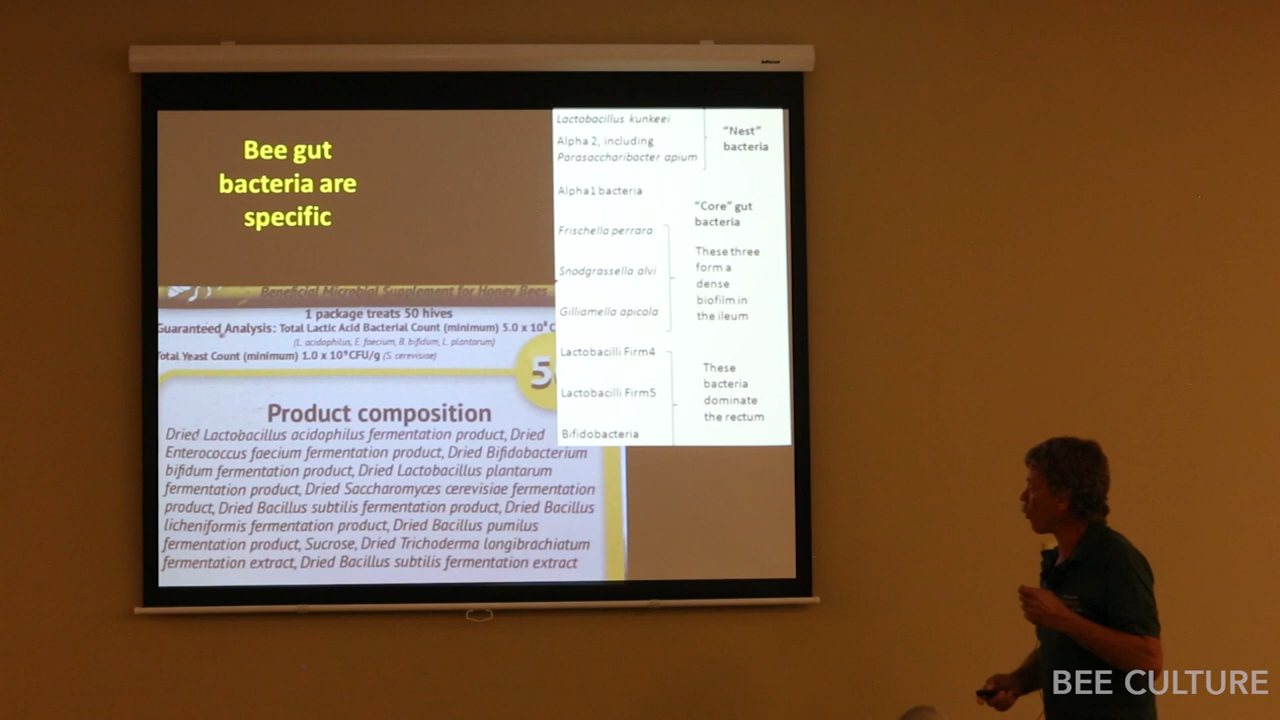 Bee gut
bacteria are
specific
Beneficial Microbial Supplement for Honey Bees
1 package treats 50 hives
Guaranteed Analysis: Total Lactic Acid Bacterial Count (minimum) 5.0 x 10⁸ C
(L. acidophilus, E. faecium, B. bifidum, L. plantarum)
Total Yeast Count (minimum) 1.0 x 10⁹ CFU/g (S. cerevisiae)
5
Product composition
Dried Lactobacillus acidophilus fermentation product, Dried
Enterococcus faecium fermentation product, Dried Bifidobacterium
bifidum fermentation product, Dried Lactobacillus plantarum
fermentation product, Dried Saccharomyces cerevisiae fermentation
product, Dried Bacillus subtilis fermentation product, Dried Bacillus
licheniformis fermentation product, Dried Bacillus pumilus
fermentation product, Sucrose, Dried Trichoderma longibrachiatum
fermentation extract, Dried Bacillus subtilis fermentation extract
Lactobacillus kunkeei
Alpha 2, including
Parasaccharibacter apium
"Nest"
bacteria
Alpha1 bacteria
"Core" gut
bacteria
Frischella perrara
Snodgrassella alvi
Gilliamella apicola
These three
form a
dense
biofilm in
the ileum
Lactobacilli Firm4
Lactobacilli Firm5
Bifidobacteria
These
bacteria
dominate
the rectum
BEE CULTURE